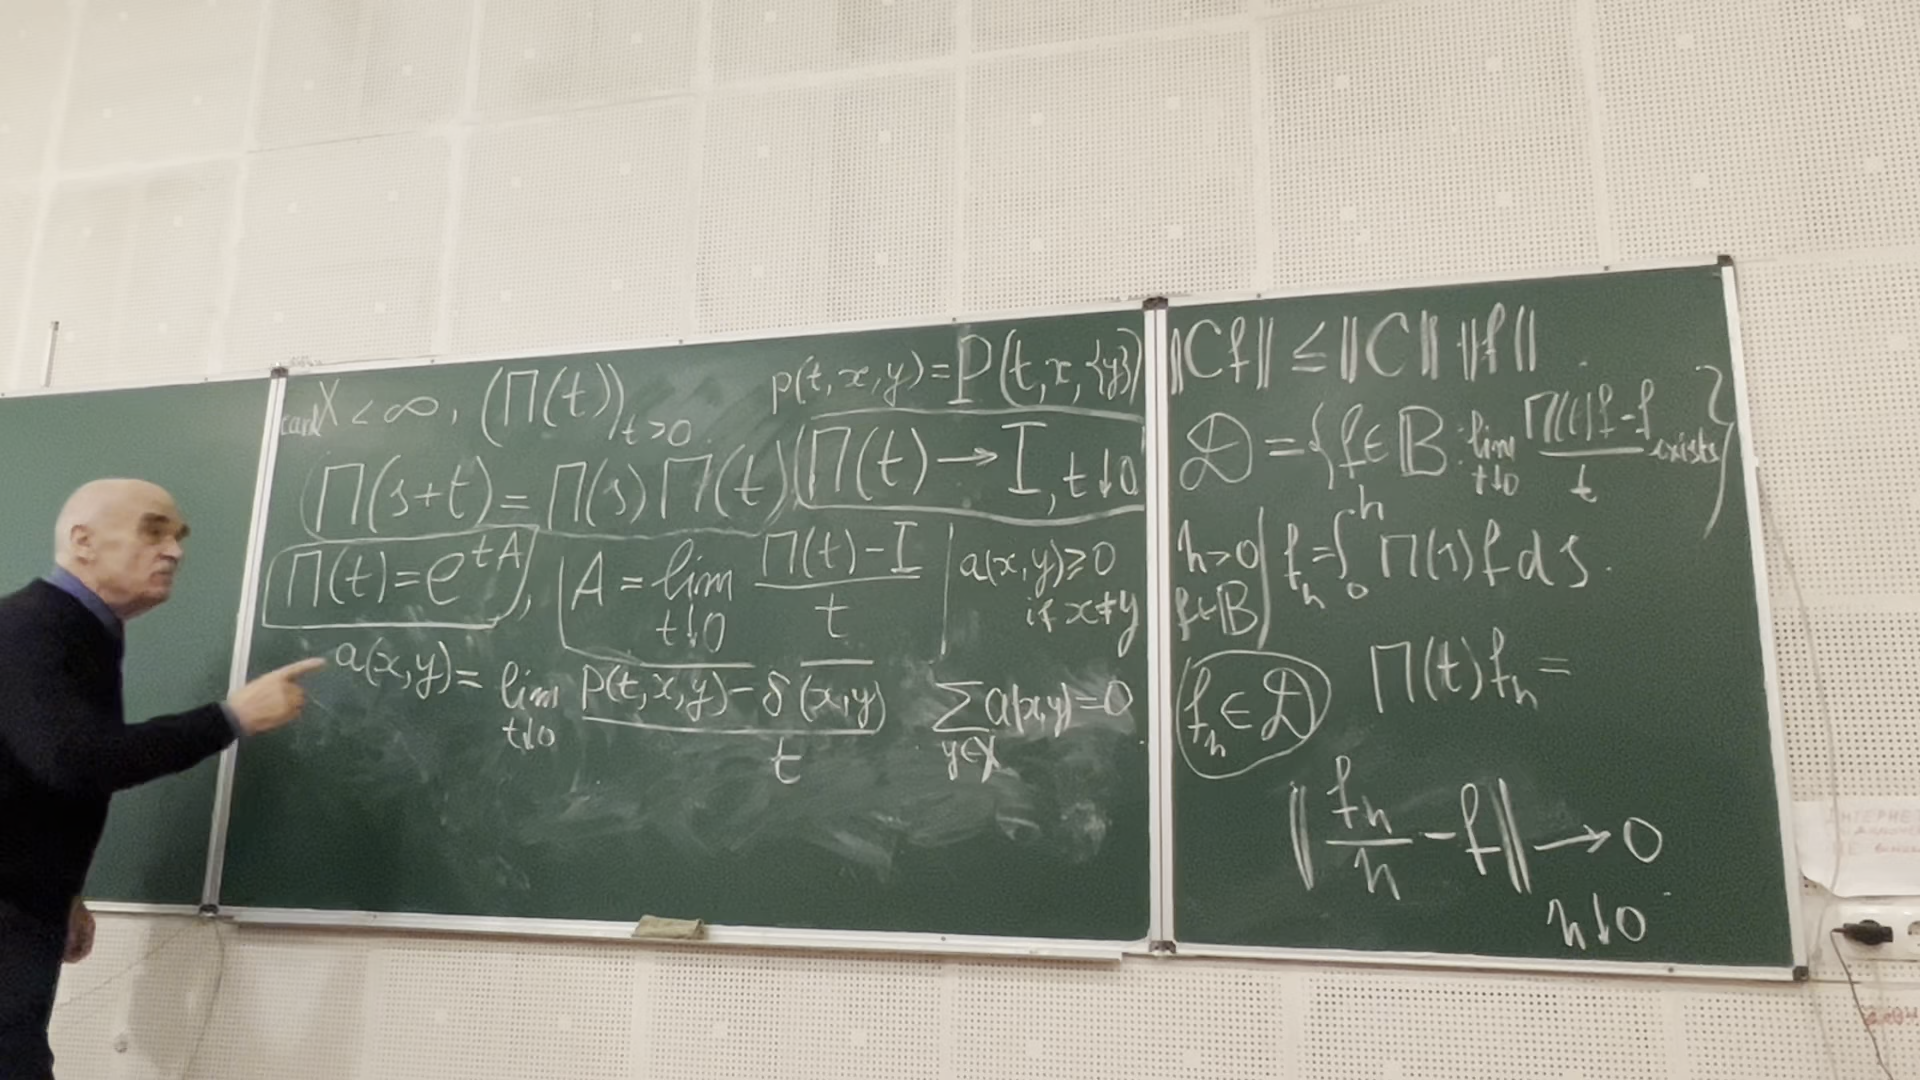 card X < ∞, (Π(t))_{t>0}
p(t,x,y) = P(t,x,{y})
Π(s+t) = Π(s)Π(t)
Π(t) → I, t↓0
Π(t) = e^{tA},
A = lim_{t↓0} (Π(t) − I)/t
a(x,y) ≥ 0
if x≠y
a(x,y) = lim_{t↓0} (p(t,x,y) − δ(x,y))/t
∑_{y∈X} a(x,y) = 0
‖Cf‖ ≤ ‖C‖ ‖f‖
𝒟 = {f ∈ 𝔹 : lim_{t↓0} (Π(t)f − f)/t exists}
h>0
f∈𝔹
f_h = ∫_0^h Π(s) f ds.
f_h ∈ 𝒟
Π(t) f_h =
‖f_h/h − f‖ → 0
h↓0
ИНТЕРНЕ